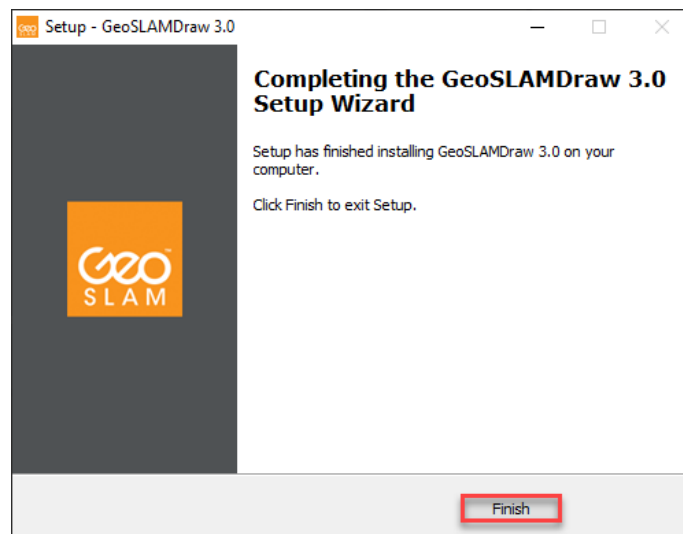 Setup - GeoSLAMDraw 3.0
Completing the GeoSLAMDraw 3.0
Setup Wizard
Setup has finished installing GeoSLAMDraw 3.0 on your
computer.
Click Finish to exit Setup.
Geo™
SLAM
Finish